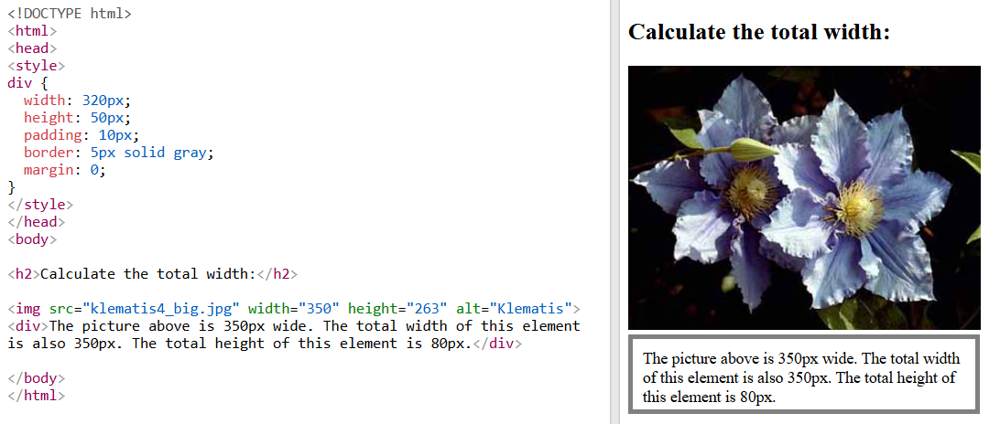 <!DOCTYPE html>
<html>
<head>
<style>
div {
  width: 320px;
  height: 50px;
  padding: 10px;
  border: 5px solid gray;
  margin: 0;
}
</style>
</head>
<body>

<h2>Calculate the total width:</h2>

<img src="klematis4_big.jpg" width="350" height="263" alt="Klematis">
<div>The picture above is 350px wide. The total width of this element
is also 350px. The total height of this element is 80px.</div>

</body>
</html>
Calculate the total width:
The picture above is 350px wide. The total width
of this element is also 350px. The total height of
this element is 80px.